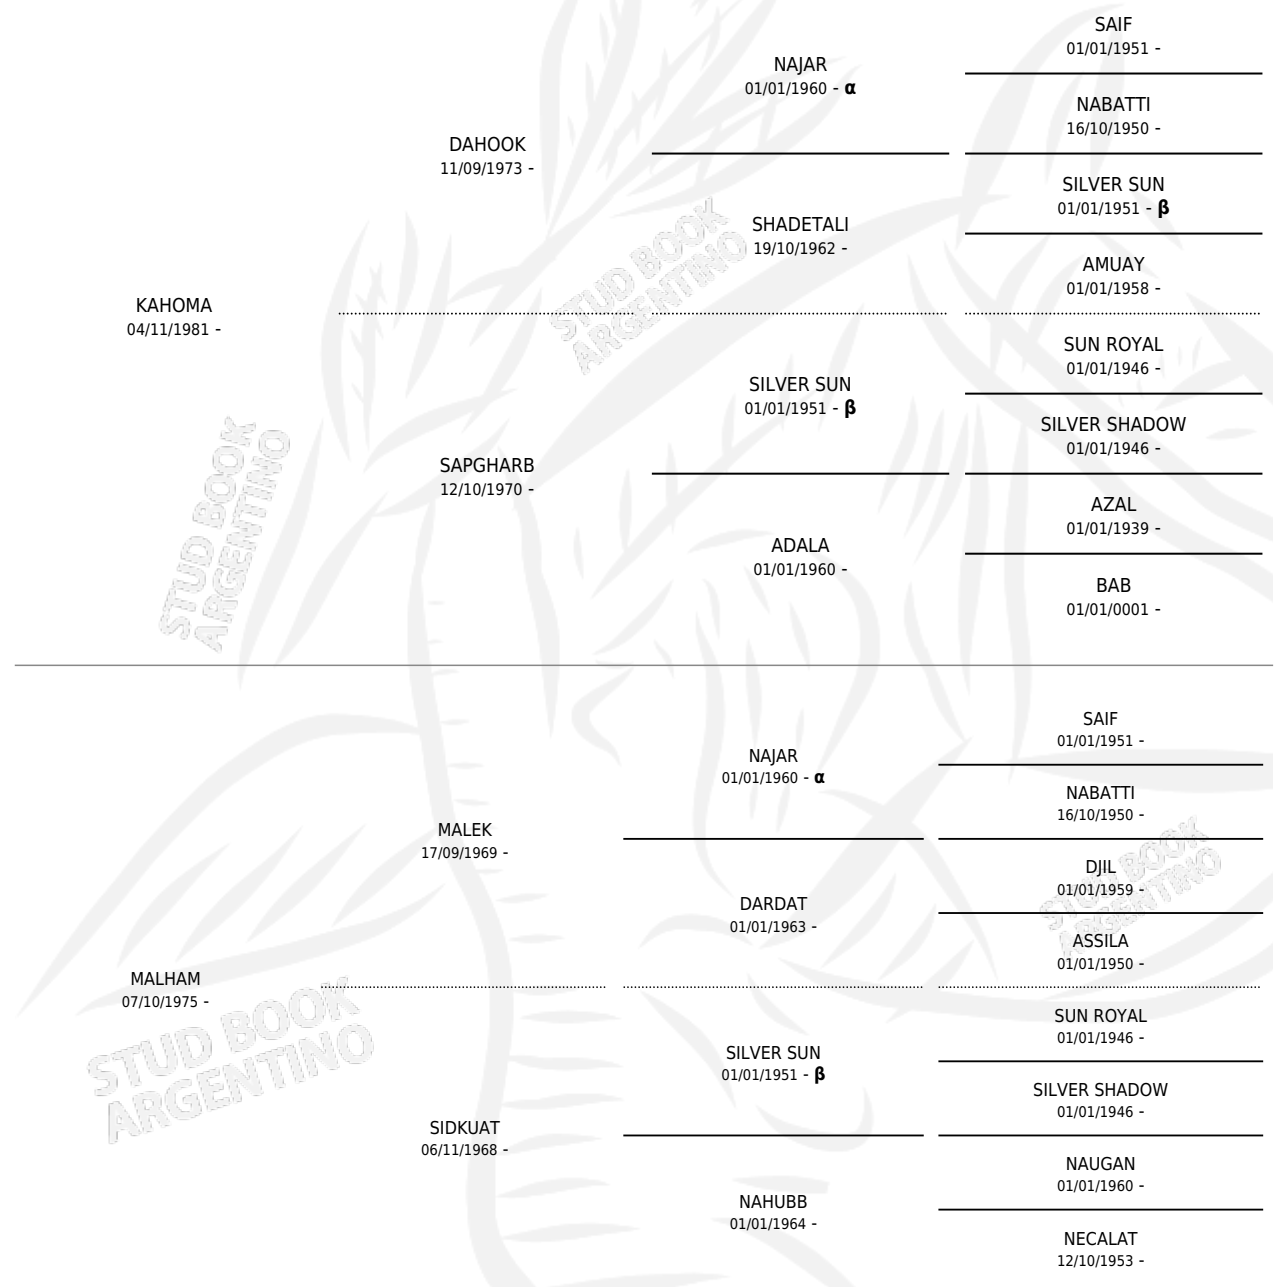 SAIF
01/01/1951 -
NAJAR
01/01/1960 - α
NABATTI
16/10/1950 -
DAHOOK
11/09/1973 -
SILVER SUN
01/01/1951 - β
SHADETALI
19/10/1962 -
AMUAY
01/01/1958 -
KAHOMA
04/11/1981 -
SUN ROYAL
01/01/1946 -
SILVER SUN
01/01/1951 - β
SILVER SHADOW
01/01/1946 -
SAPGHARB
12/10/1970 -
AZAL
01/01/1939 -
ADALA
01/01/1960 -
BAB
01/01/0001 -
STUD BOOK
ARGENTINO
STUD BOOK
ARGENTINO
SAIF
01/01/1951 -
NAJAR
01/01/1960 - α
NABATTI
16/10/1950 -
MALEK
17/09/1969 -
DJIL
01/01/1959 -
DARDAT
01/01/1963 -
ASSILA
01/01/1950 -
MALHAM
07/10/1975 -
SUN ROYAL
01/01/1946 -
SILVER SUN
01/01/1951 - β
SILVER SHADOW
01/01/1946 -
SIDKUAT
06/11/1968 -
NAUGAN
01/01/1960 -
NAHUBB
01/01/1964 -
NECALAT
12/10/1953 -
STUD BOOK
ARGENTINO
STUD BOOK
ARGENTINO